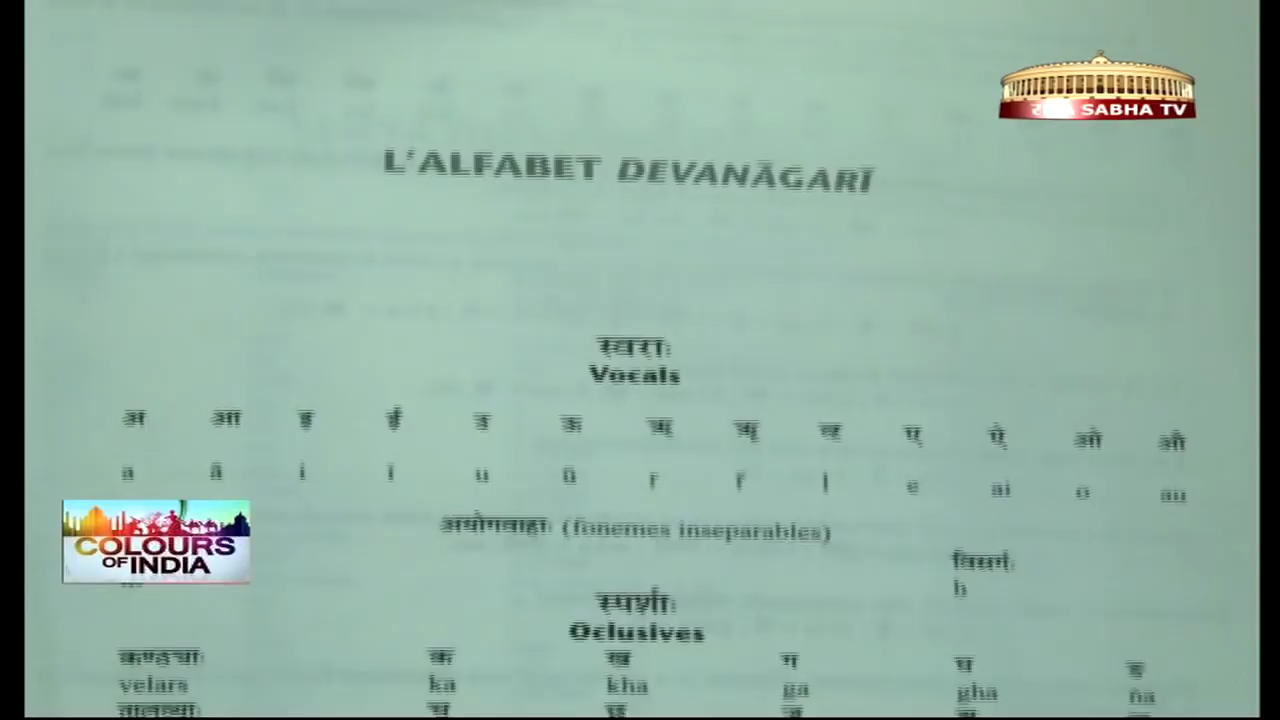 SABHA TV
L'ALFABET DEVANĀGARĪ
स्वराः
Vocals
अ आ इ ई उ ऊ ऋ ॠ ऌ ए ऐ ओ औ
a ā i ī u ū ṛ ṝ ḷ e ai o au
COLOURS
OF INDIA
अयोगवाहाः (fonemes inseparables)
विसर्गः
ḥ
स्पर्शाः
Oclusives
कण्ठ्याः क ख ग घ ङ
velars ka kha ga gha ṅa
तालव्याः च छ ज